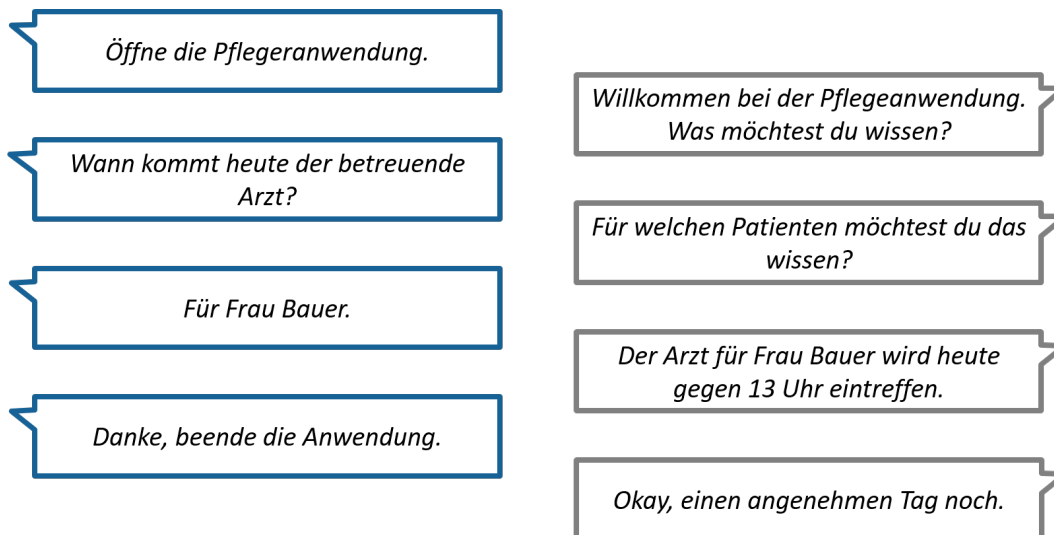 Öffne die Pflegeranwendung.
Willkommen bei der Pflegeanwendung.
Was möchtest du wissen?
Wann kommt heute der betreuende
Arzt?
Für welchen Patienten möchtest du das
wissen?
Für Frau Bauer.
Der Arzt für Frau Bauer wird heute
gegen 13 Uhr eintreffen.
Danke, beende die Anwendung.
Okay, einen angenehmen Tag noch.